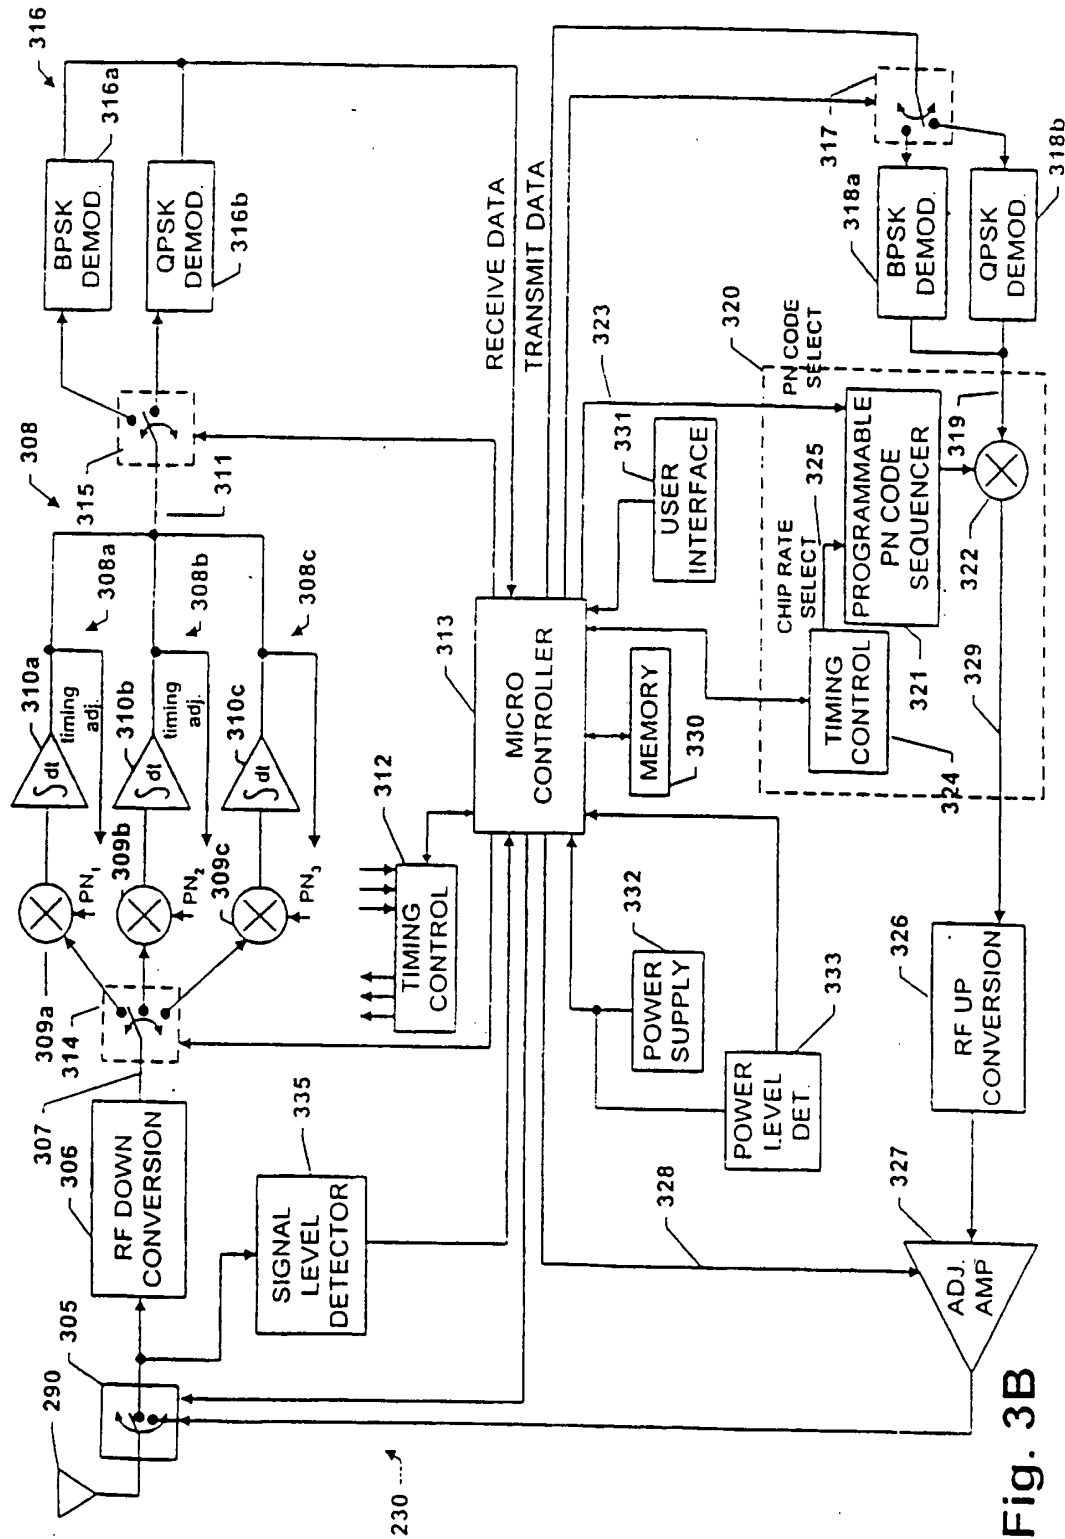 290
305
306
RF DOWN
CONVERSION
307
314
309a
309b
309c
PN1
PN2
PN3
310a
310b
310c
∫dt
∫dt
∫dt
timing
adj.
timing
adj.
308a
308b
308c
308
311
315
316
BPSK
DEMOD.
316a
QPSK
DEMOD.
316b
335
SIGNAL
LEVEL
DETECTOR
312
TIMING
CONTROL
313
MICRO
CONTROLLER
RECEIVE DATA
TRANSMIT DATA
317
BPSK
DEMOD.
318a
QPSK
DEMOD.
318b
331
USER
INTERFACE
MEMORY
330
332
POWER
SUPPLY
333
POWER
LEVEL
DET.
323
320
PN CODE
SELECT
CHIP RATE
SELECT
325
PROGRAMMABLE
PN CODE
SEQUENCER
321
TIMING
CONTROL
324
319
322
329
326
RF UP
CONVERSION
327
ADJ.
AMP
328
230
Fig. 3B